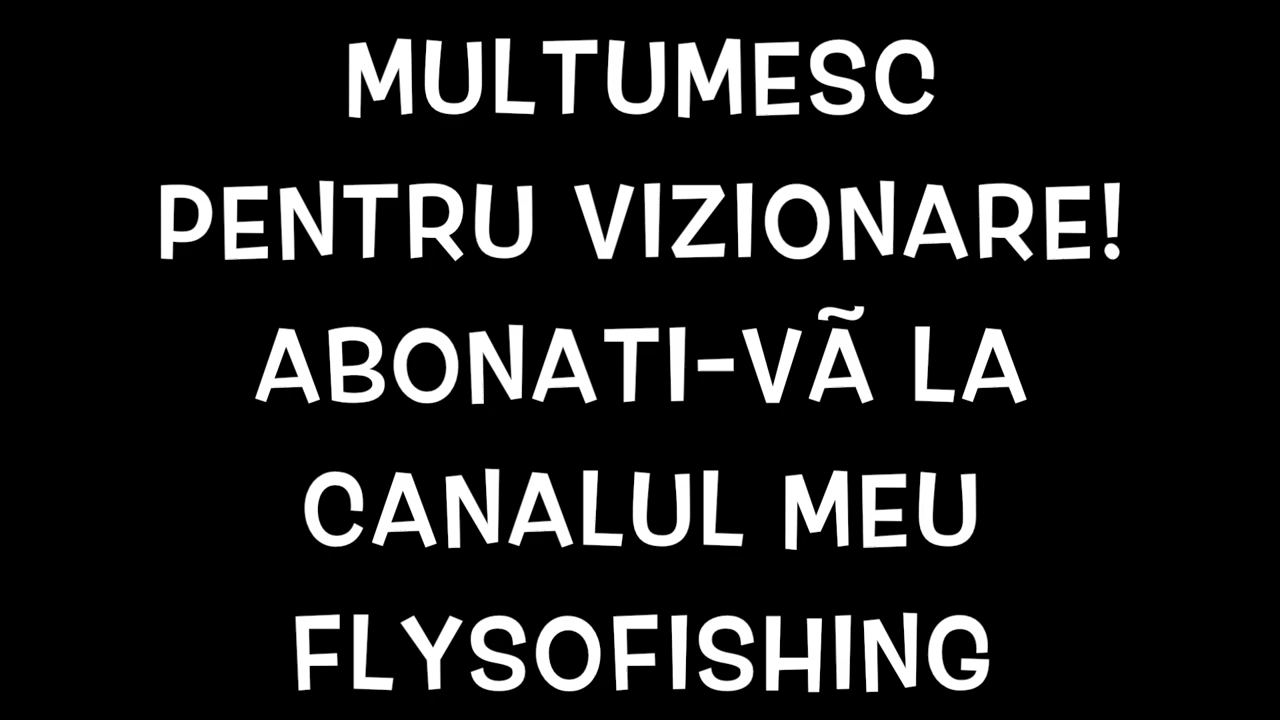 MULTUMESC
PENTRU VIZIONARE!
ABONATI-VÃ LA
CANALUL MEU
FLYSOFISHING